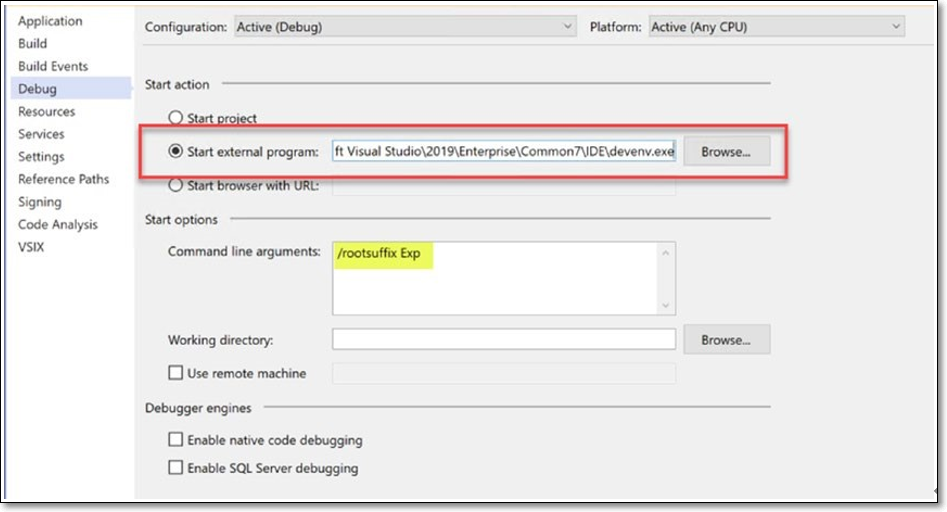 Application
Build
Build Events
Debug
Resources
Services
Settings
Reference Paths
Signing
Code Analysis
VSIX
Configuration: Active (Debug) Platform: Active (Any CPU)
Start action
Start project
Start external program: ft Visual Studio\2019\Enterprise\Common7\IDE\devenv.exe Browse...
Start browser with URL:
Start options
Command line arguments: /rootsuffix Exp
Working directory: Browse...
Use remote machine
Debugger engines
Enable native code debugging
Enable SQL Server debugging